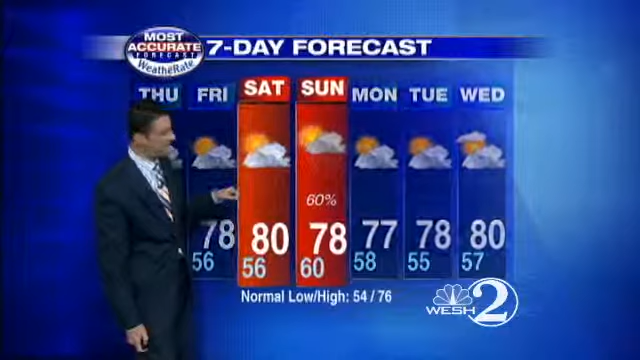 MOST
ACCURATE
FORECAST
WeatheRate
7-DAY FORECAST
THU FRI SAT SUN MON TUE WED
60%
78 80 78 77 78 80
56 56 60 58 55 57
Normal Low/High: 54 / 76
WESH 2